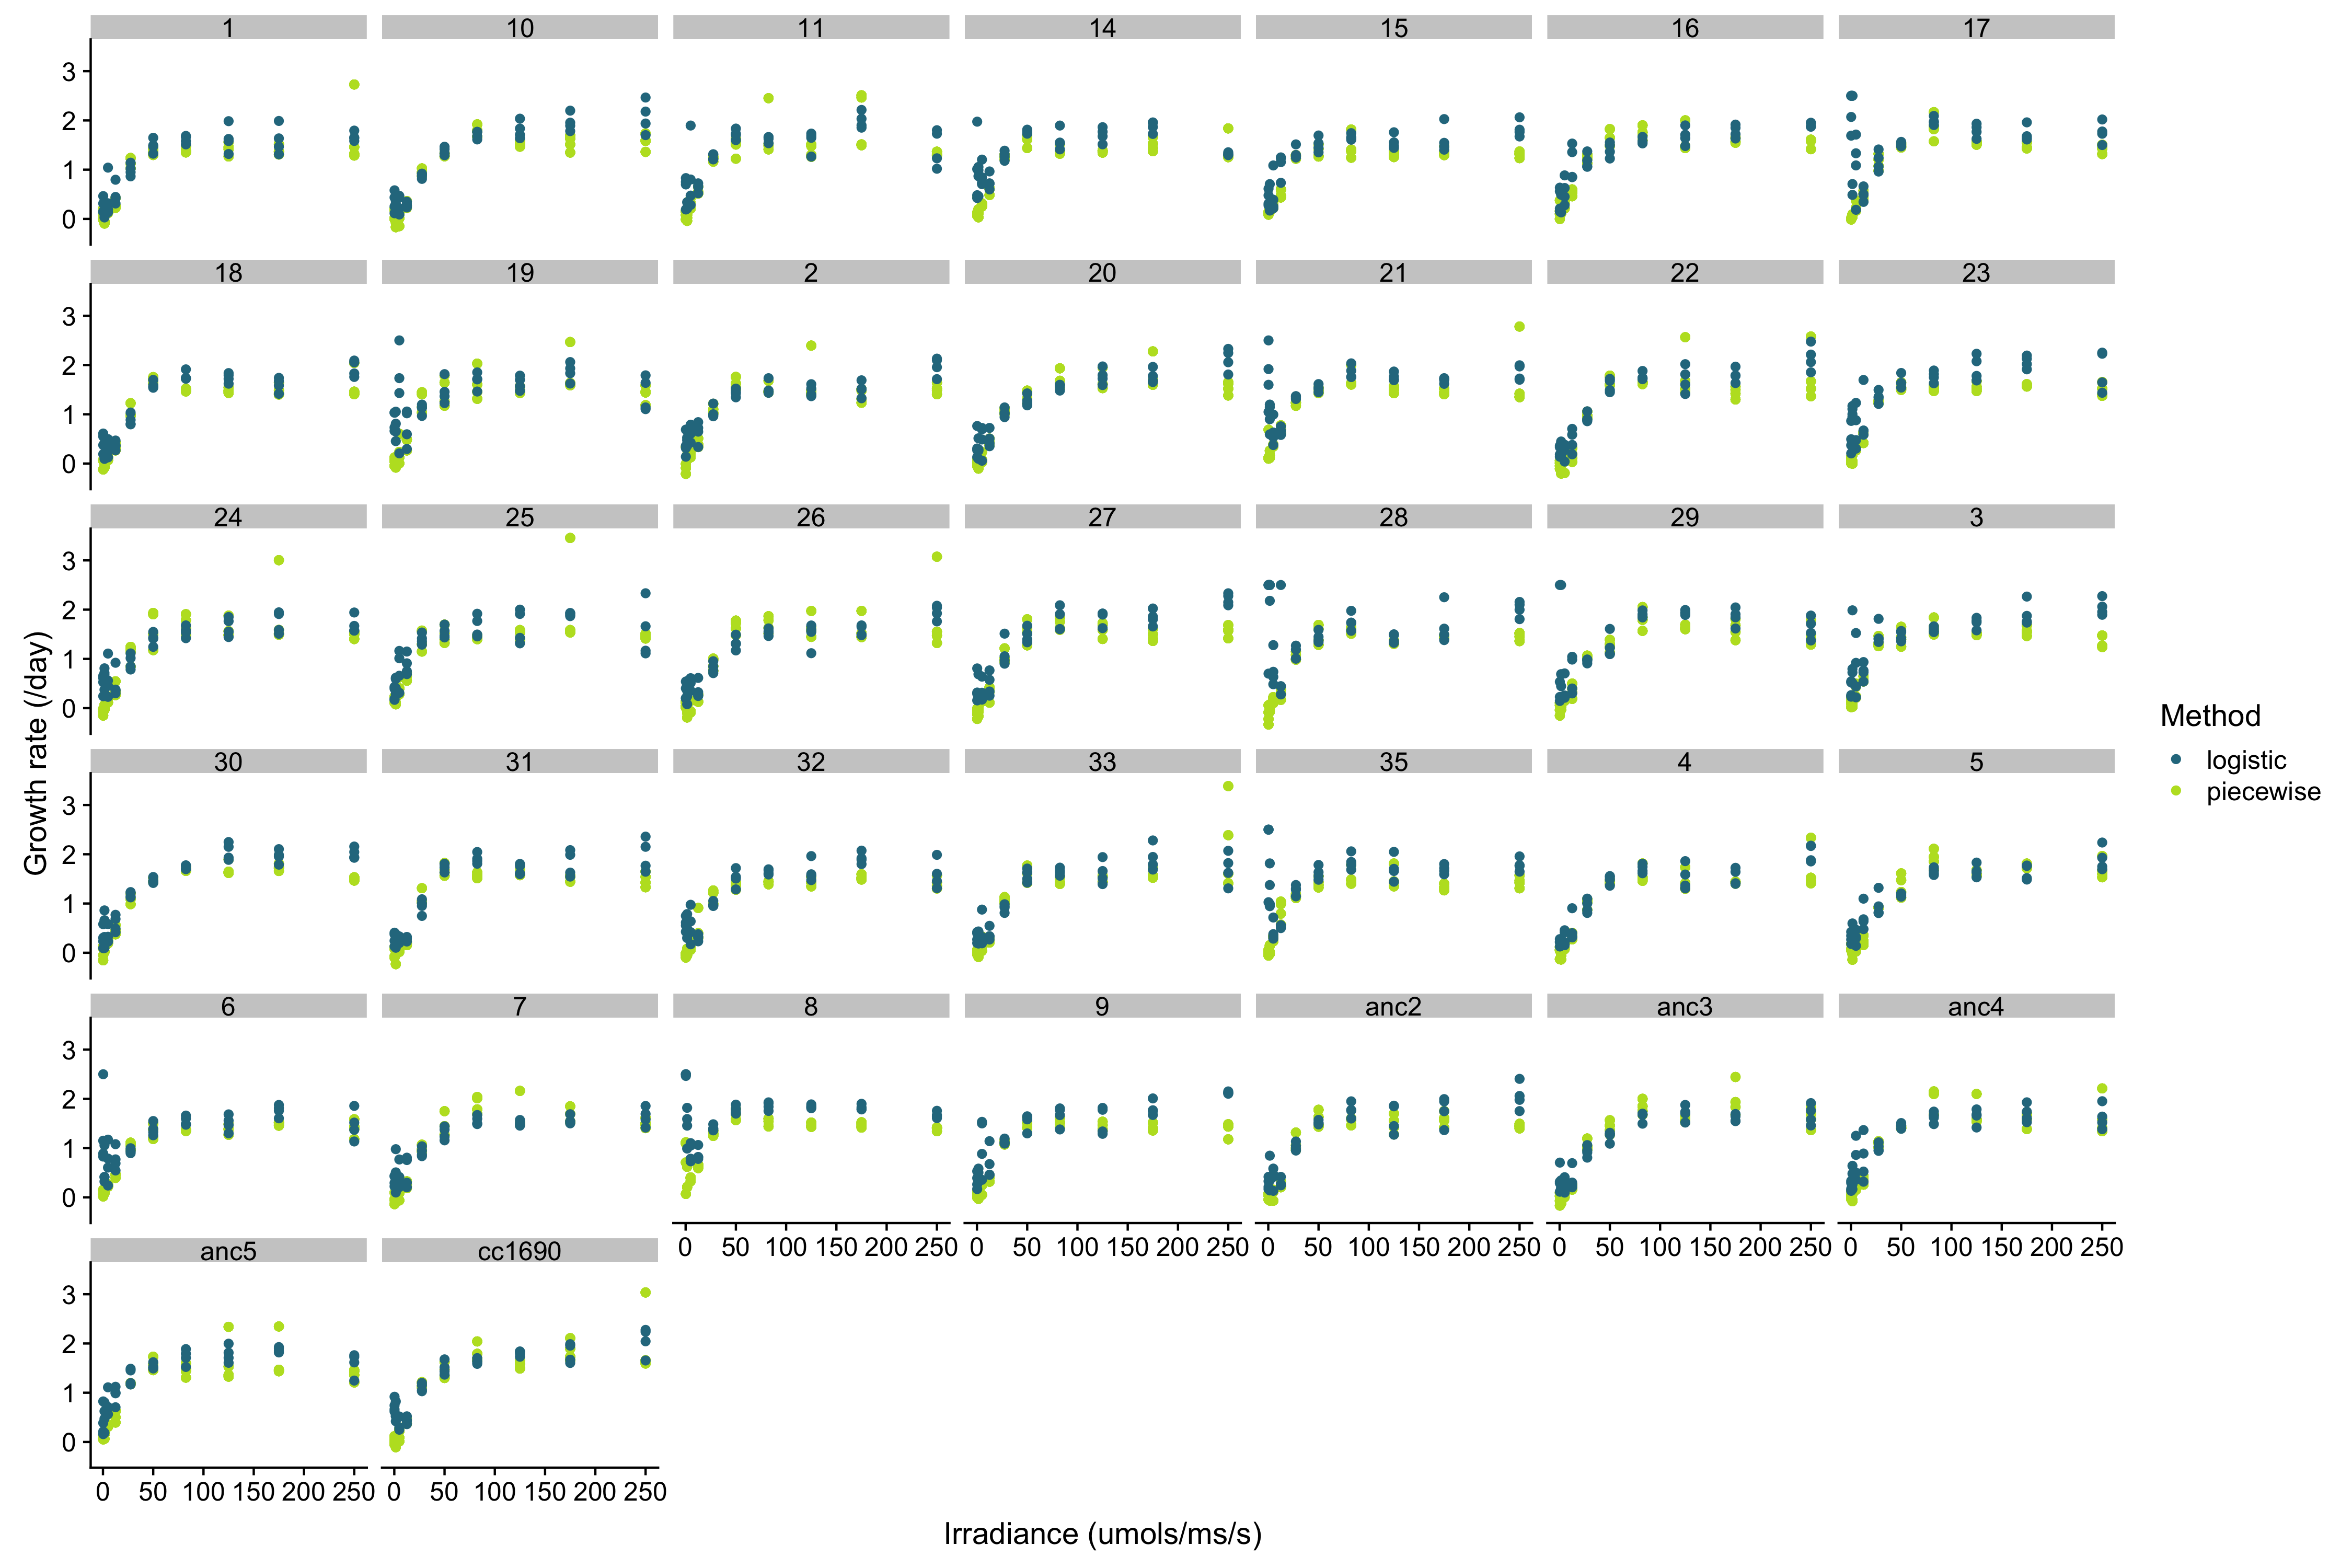 1 10 11 14 15 16 17
3
2
1
0
18 19 2 20 21 22 23
3
2
1
0
24 25 26 27 28 29 3
3
2
1
0
Growth rate (/day)
Method
logistic
piecewise
30 31 32 33 35 4 5
3
2
1
0
6 7 8 9 anc2 anc3 anc4
3
2
1
0
0 50 100 150 200 250 0 50 100 150 200 250 0 50 100 150 200 250 0 50 100 150 200 250 0 50 100 150 200 250
anc5 cc1690
3
2
1
0
0 50 100 150 200 250 0 50 100 150 200 250
Irradiance (umols/ms/s)